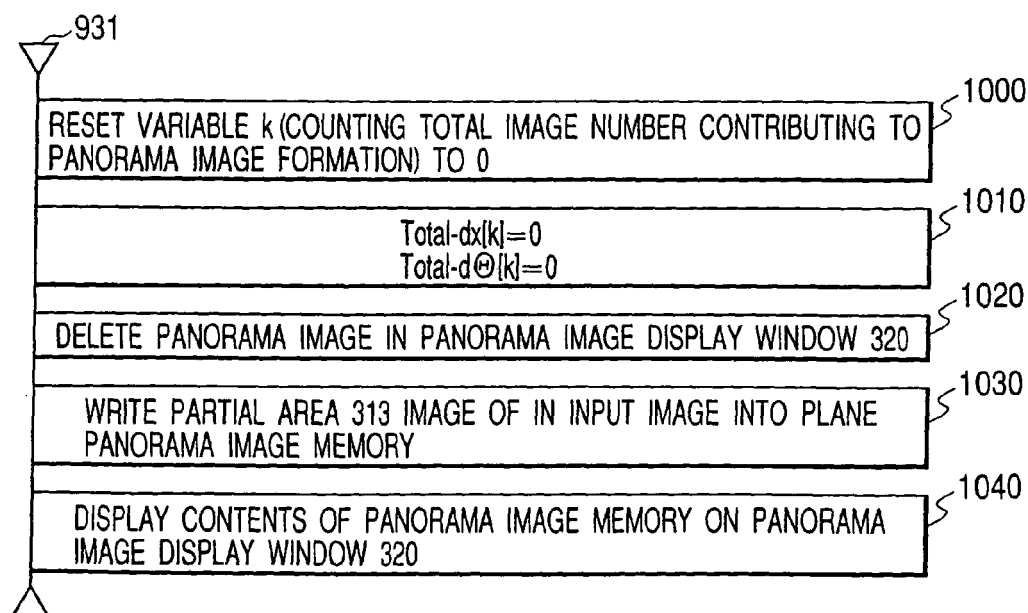 931
1000
RESET VARIABLE k (COUNTING TOTAL IMAGE NUMBER CONTRIBUTING TO
PANORAMA IMAGE FORMATION) TO 0
1010
Total-dx[k]=0
Total-dΘ[k]=0
1020
DELETE PANORAMA IMAGE IN PANORAMA IMAGE DISPLAY WINDOW 320
1030
WRITE PARTIAL AREA 313 IMAGE OF IN INPUT IMAGE INTO PLANE
PANORAMA IMAGE MEMORY
1040
DISPLAY CONTENTS OF PANORAMA IMAGE MEMORY ON PANORAMA
IMAGE DISPLAY WINDOW 320